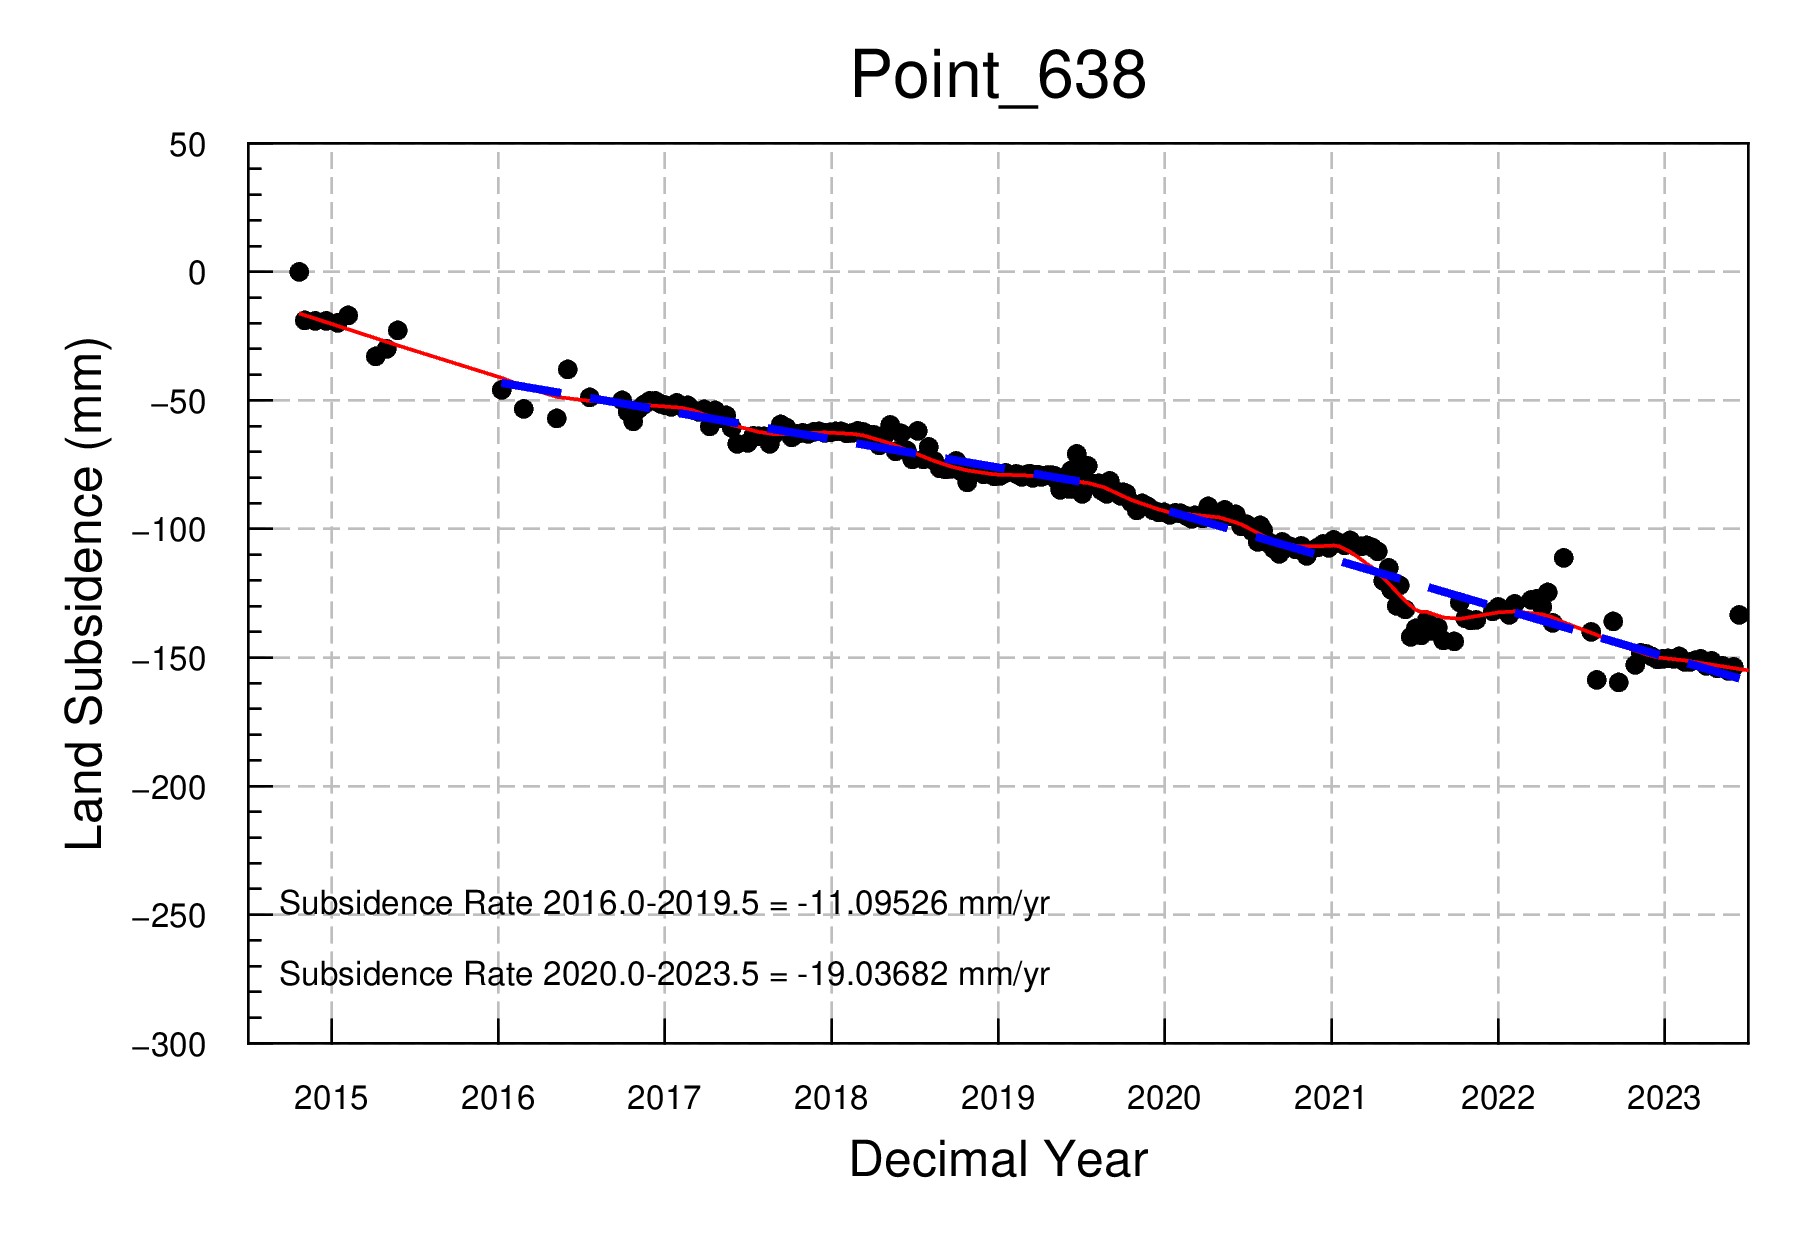 Point_638
50
0
−50
−100
−150
−200
−250
−300
Land Subsidence (mm)
Subsidence Rate 2016.0-2019.5 = -11.09526 mm/yr
Subsidence Rate 2020.0-2023.5 = -19.03682 mm/yr
2015 2016 2017 2018 2019 2020 2021 2022 2023
Decimal Year